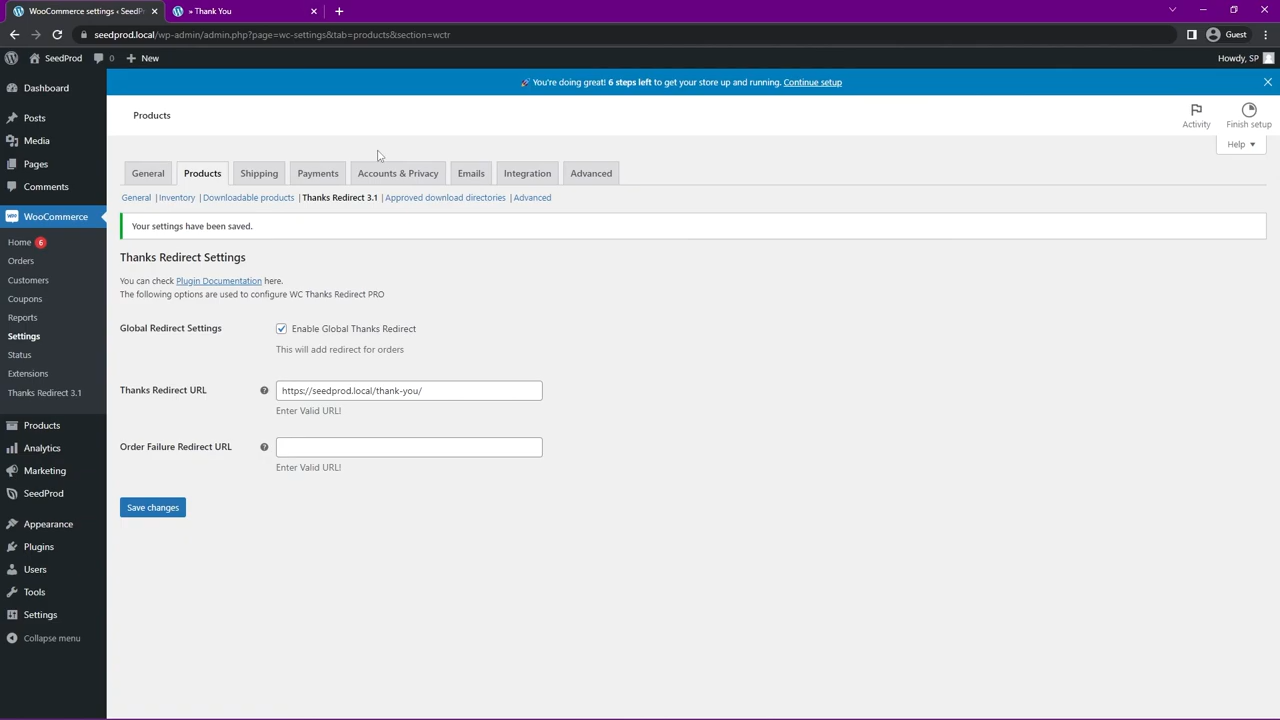 WooCommerce settings ‹ SeedPro ×
» Thank You ×
seedprod.local/wp-admin/admin.php?page=wc-settings&tab=products&section=wctr
Guest
SeedProd 0 + New
Howdy, SP
Dashboard
Posts
Media
Pages
Comments
WooCommerce
Home 6
Orders
Customers
Coupons
Reports
Settings
Status
Extensions
Thanks Redirect 3.1
Products
Analytics
Marketing
SeedProd
Appearance
Plugins
Users
Tools
Settings
Collapse menu
🚀 You're doing great! 6 steps left to get your store up and running. Continue setup
Products
Activity
Finish setup
Help ▼
General Products Shipping Payments Accounts & Privacy Emails Integration Advanced
General | Inventory | Downloadable products | Thanks Redirect 3.1 | Approved download directories | Advanced
Your settings have been saved.
Thanks Redirect Settings
You can check Plugin Documentation here.
The following options are used to configure WC Thanks Redirect PRO
Global Redirect Settings
Enable Global Thanks Redirect
This will add redirect for orders
Thanks Redirect URL
https://seedprod.local/thank-you/
Enter Valid URL!
Order Failure Redirect URL
Enter Valid URL!
Save changes